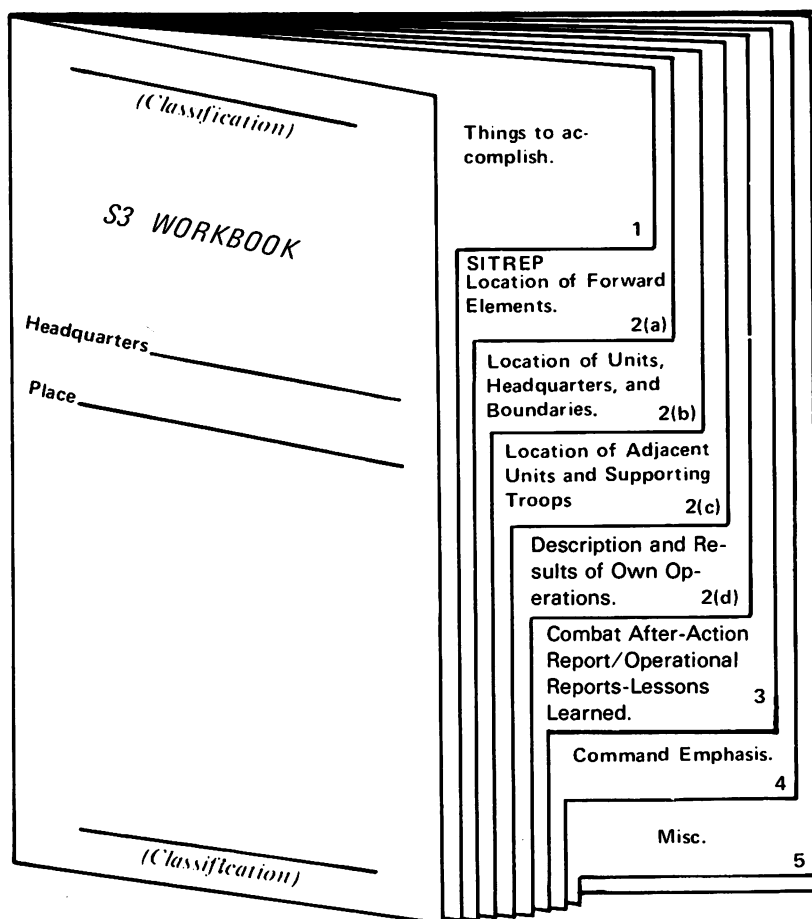 (Classification)
S3 WORKBOOK
Headquarters
Place
(Classification)
Things to ac-
complish.
1
SITREP
Location of Forward
Elements.
2(a)
Location of Units,
Headquarters, and
Boundaries.
2(b)
Location of Adjacent
Units and Supporting
Troops
2(c)
Description and Re-
sults of Own Op-
erations.
2(d)
Combat After-Action
Report/Operational
Reports-Lessons
Learned.
3
Command Emphasis.
4
Misc.
5